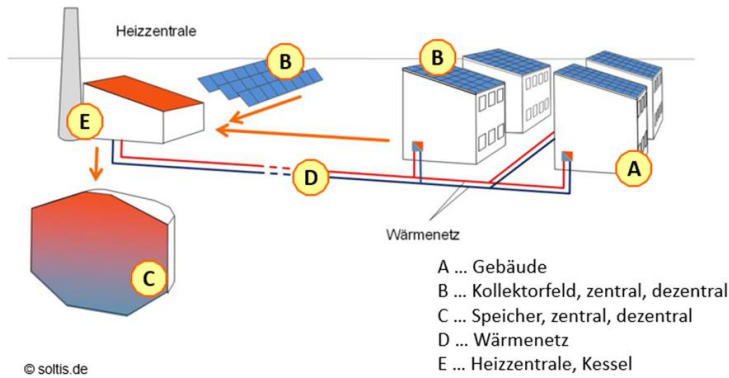 Heizzentrale
B
B
E
D
A
Wärmenetz
C
A ... Gebäude
B ... Kollektorfeld, zentral, dezentral
C ... Speicher, zentral, dezentral
D ... Wärmenetz
E ... Heizzentrale, Kessel
© soltis.de